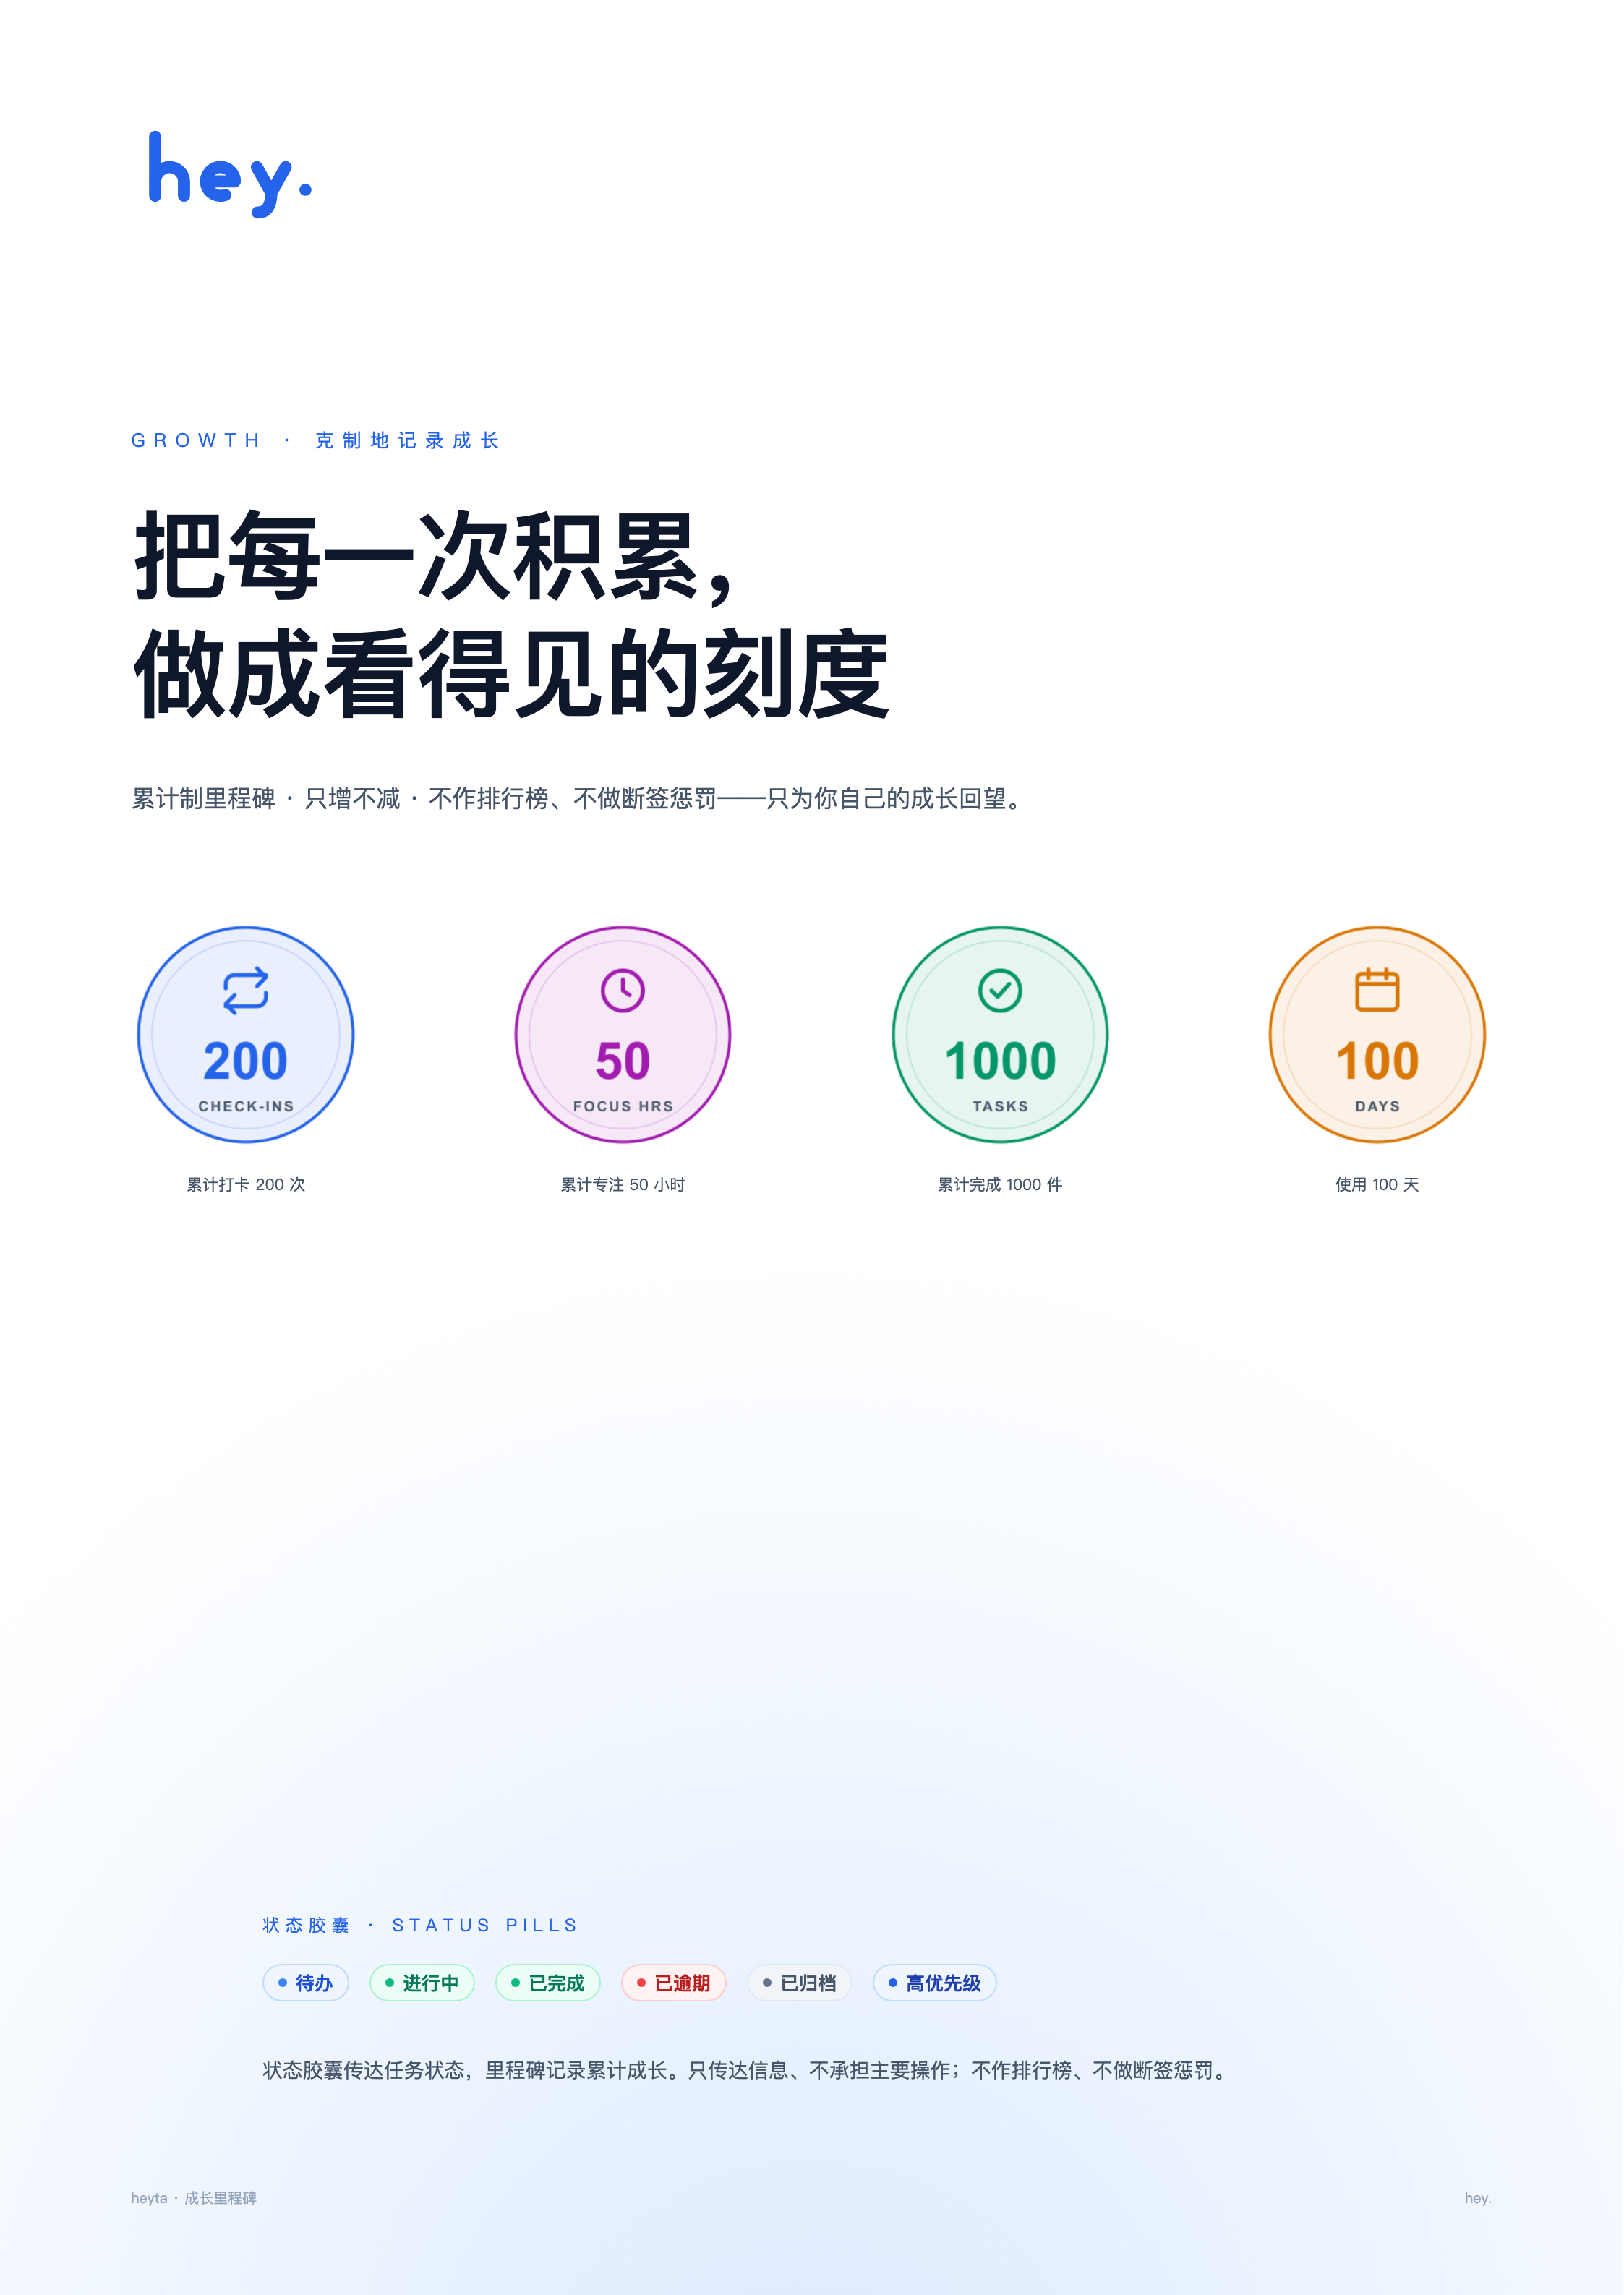 hey.
GROWTH · 克制地记录成长
把每一次积累，
做成看得见的刻度
累计制里程碑 · 只增不减 · 不作排行榜、不做断签惩罚——只为你自己的成长回望。
200
CHECK-INS
累计打卡 200 次
50
FOCUS HRS
累计专注 50 小时
1000
TASKS
累计完成 1000 件
100
DAYS
使用 100 天
状态胶囊 · STATUS PILLS
待办 进行中 已完成 已逾期 已归档 高优先级
状态胶囊传达任务状态，里程碑记录累计成长。只传达信息、不承担主要操作；不作排行榜、不做断签惩罚。
heyta · 成长里程碑 hey.